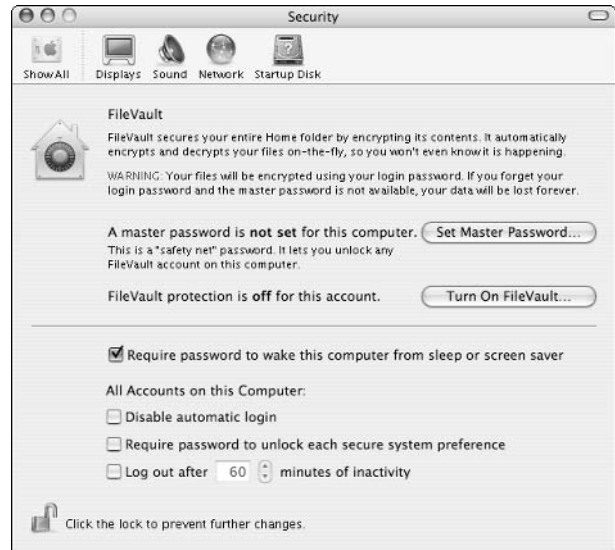 Security
Show All Displays Sound Network Startup Disk
FileVault
FileVault secures your entire Home folder by encrypting its contents. It automatically
encrypts and decrypts your files on-the-fly, so you won't even know it is happening.
WARNING: Your files will be encrypted using your login password. If you forget your
login password and the master password is not available, your data will be lost forever.
A master password is not set for this computer. Set Master Password...
This is a "safety net" password. It lets you unlock any
FileVault account on this computer.
FileVault protection is off for this account. Turn On FileVault...
Require password to wake this computer from sleep or screen saver
All Accounts on this Computer:
Disable automatic login
Require password to unlock each secure system preference
Log out after 60 minutes of inactivity
Click the lock to prevent further changes.